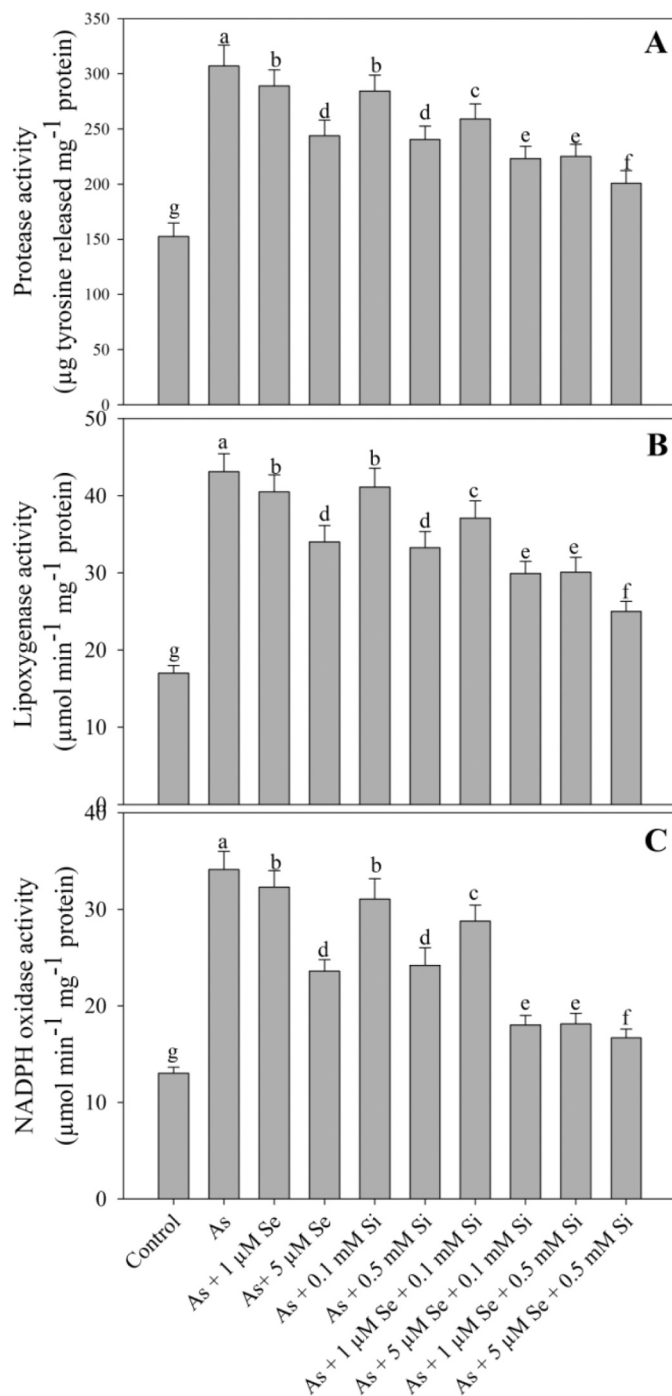 A
Protease activity
(µg tyrosine released mg-1 protein)
350
300
250
200
150
100
50
0
g
a
b
d
b
d
c
e
e
f
B
Lipoxygenase activity
(µmol min-1 mg-1 protein)
50
40
30
20
10
0
g
a
b
d
b
d
c
e
e
f
C
NADPH oxidase activity
(µmol min-1 mg-1 protein)
40
30
20
10
0
g
a
b
d
b
d
c
e
e
f
Control
As
As + 1 µM Se
As+ 5 µM Se
As + 0.1 mM Si
As + 0.5 mM Si
As + 1 µM Se + 0.1 mM Si
As + 5 µM Se + 0.1 mM Si
As + 1 µM Se + 0.5 mM Si
As + 5 µM Se + 0.5 mM Si